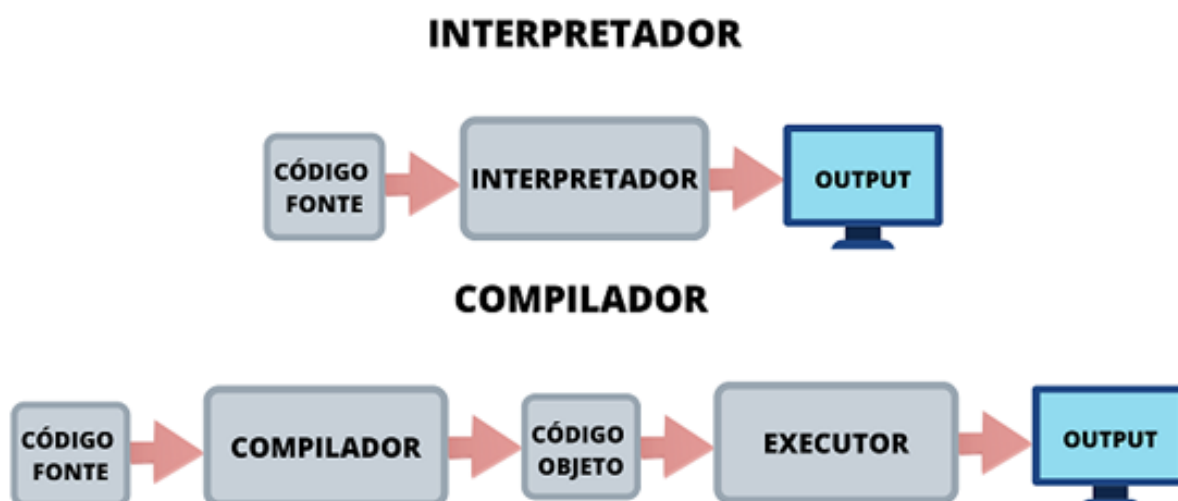 INTERPRETADOR
CÓDIGO
FONTE
INTERPRETADOR
OUTPUT
COMPILADOR
CÓDIGO
FONTE
COMPILADOR
CÓDIGO
OBJETO
EXECUTOR
OUTPUT